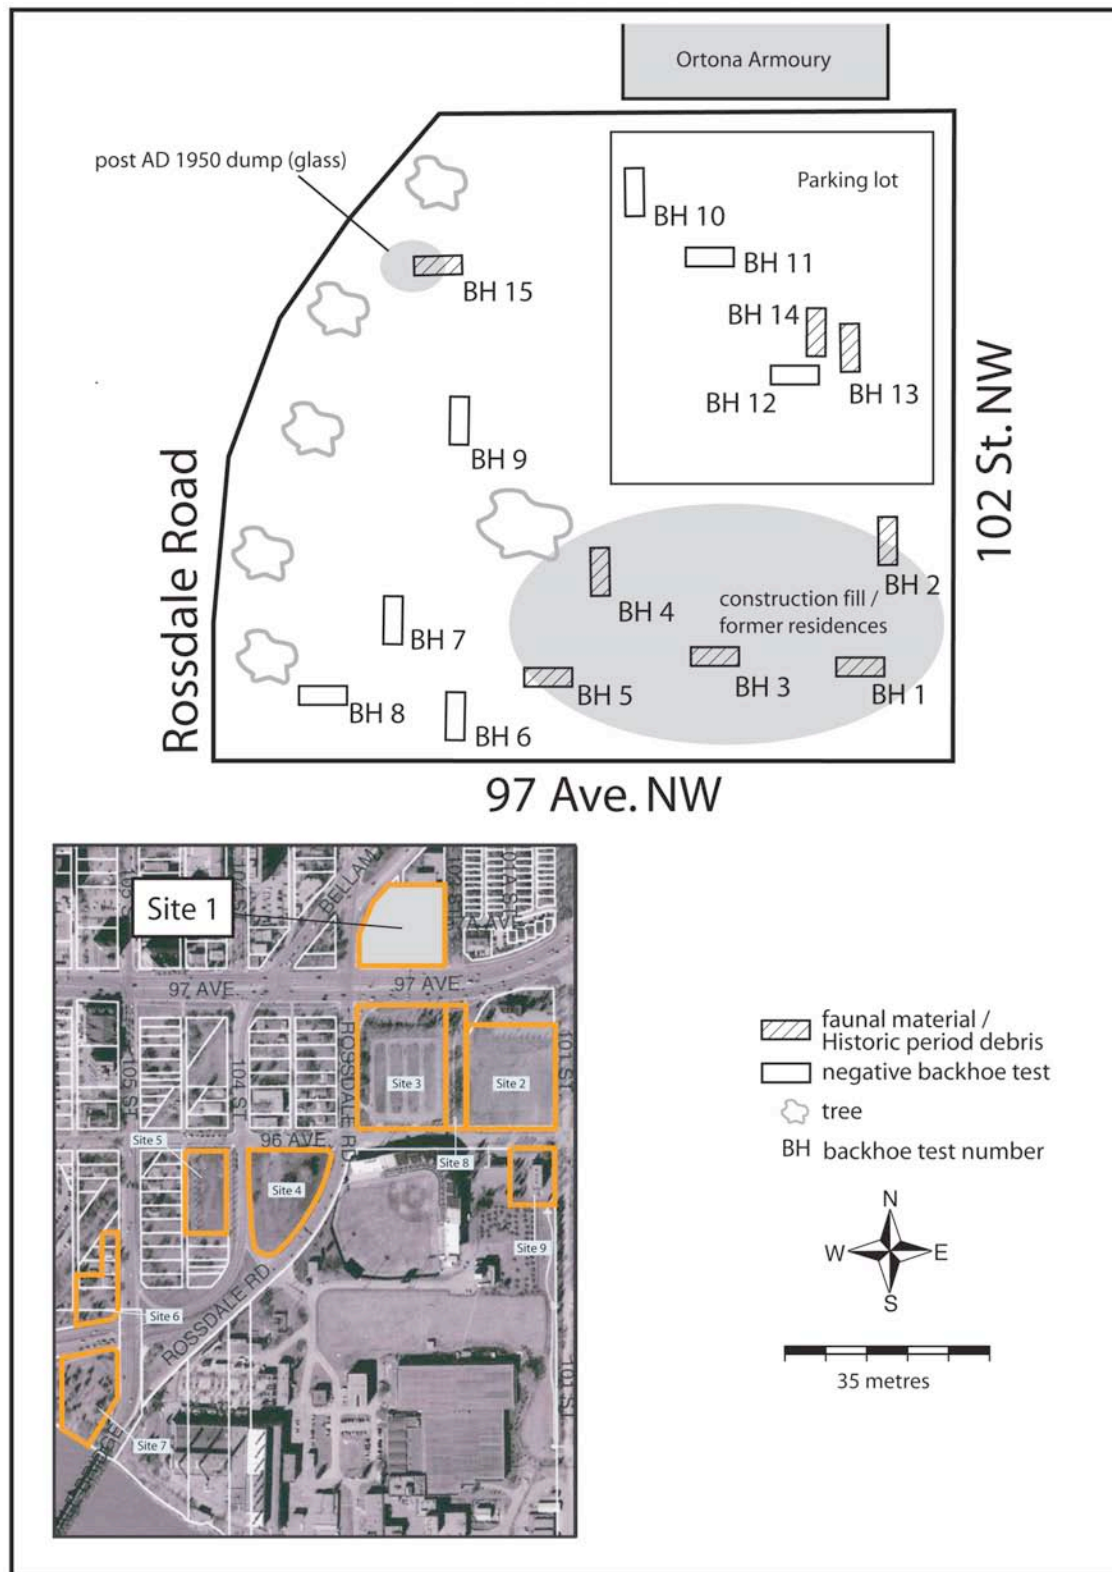 Ortona Armoury
post AD 1950 dump (glass)
Parking lot
BH 10
BH 11
BH 15
BH 14
BH 12
BH 13
BH 9
Rossdale Road
102 St. NW
BH 2
construction fill /
former residences
BH 4
BH 7
BH 3
BH 1
BH 5
BH 8
BH 6
97 Ave. NW
Site 1
BELLAM
97 AVE.
97 AVE.
105 ST
104 ST
ROSSDALE RD
101 ST
Site 3
Site 2
Site 5
96 AVE.
Site 8
Site 4
Site 9
Site 6
ROSSDALE RD
101 ST
Site 7
faunal material /
Historic period debris
negative backhoe test
tree
BH backhoe test number
N
W E
S
35 metres